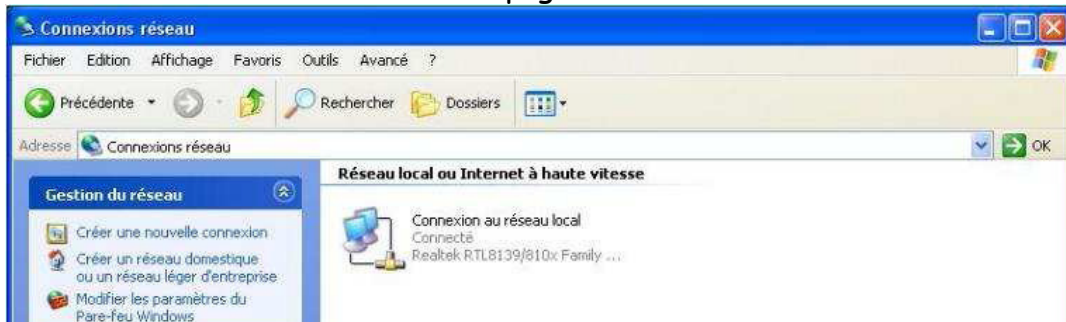 Connexions réseau
Fichier Edition Affichage Favoris Outils Avancé ?
Précédente Rechercher Dossiers
Adresse Connexions réseau OK
Réseau local ou Internet à haute vitesse
Gestion du réseau
Créer une nouvelle connexion
Créer un réseau domestique
ou un réseau léger d'entreprise
Modifier les paramètres du
Pare-feu Windows
Connexion au réseau local
Connecté
Realtek RTL8139/810x Family ...